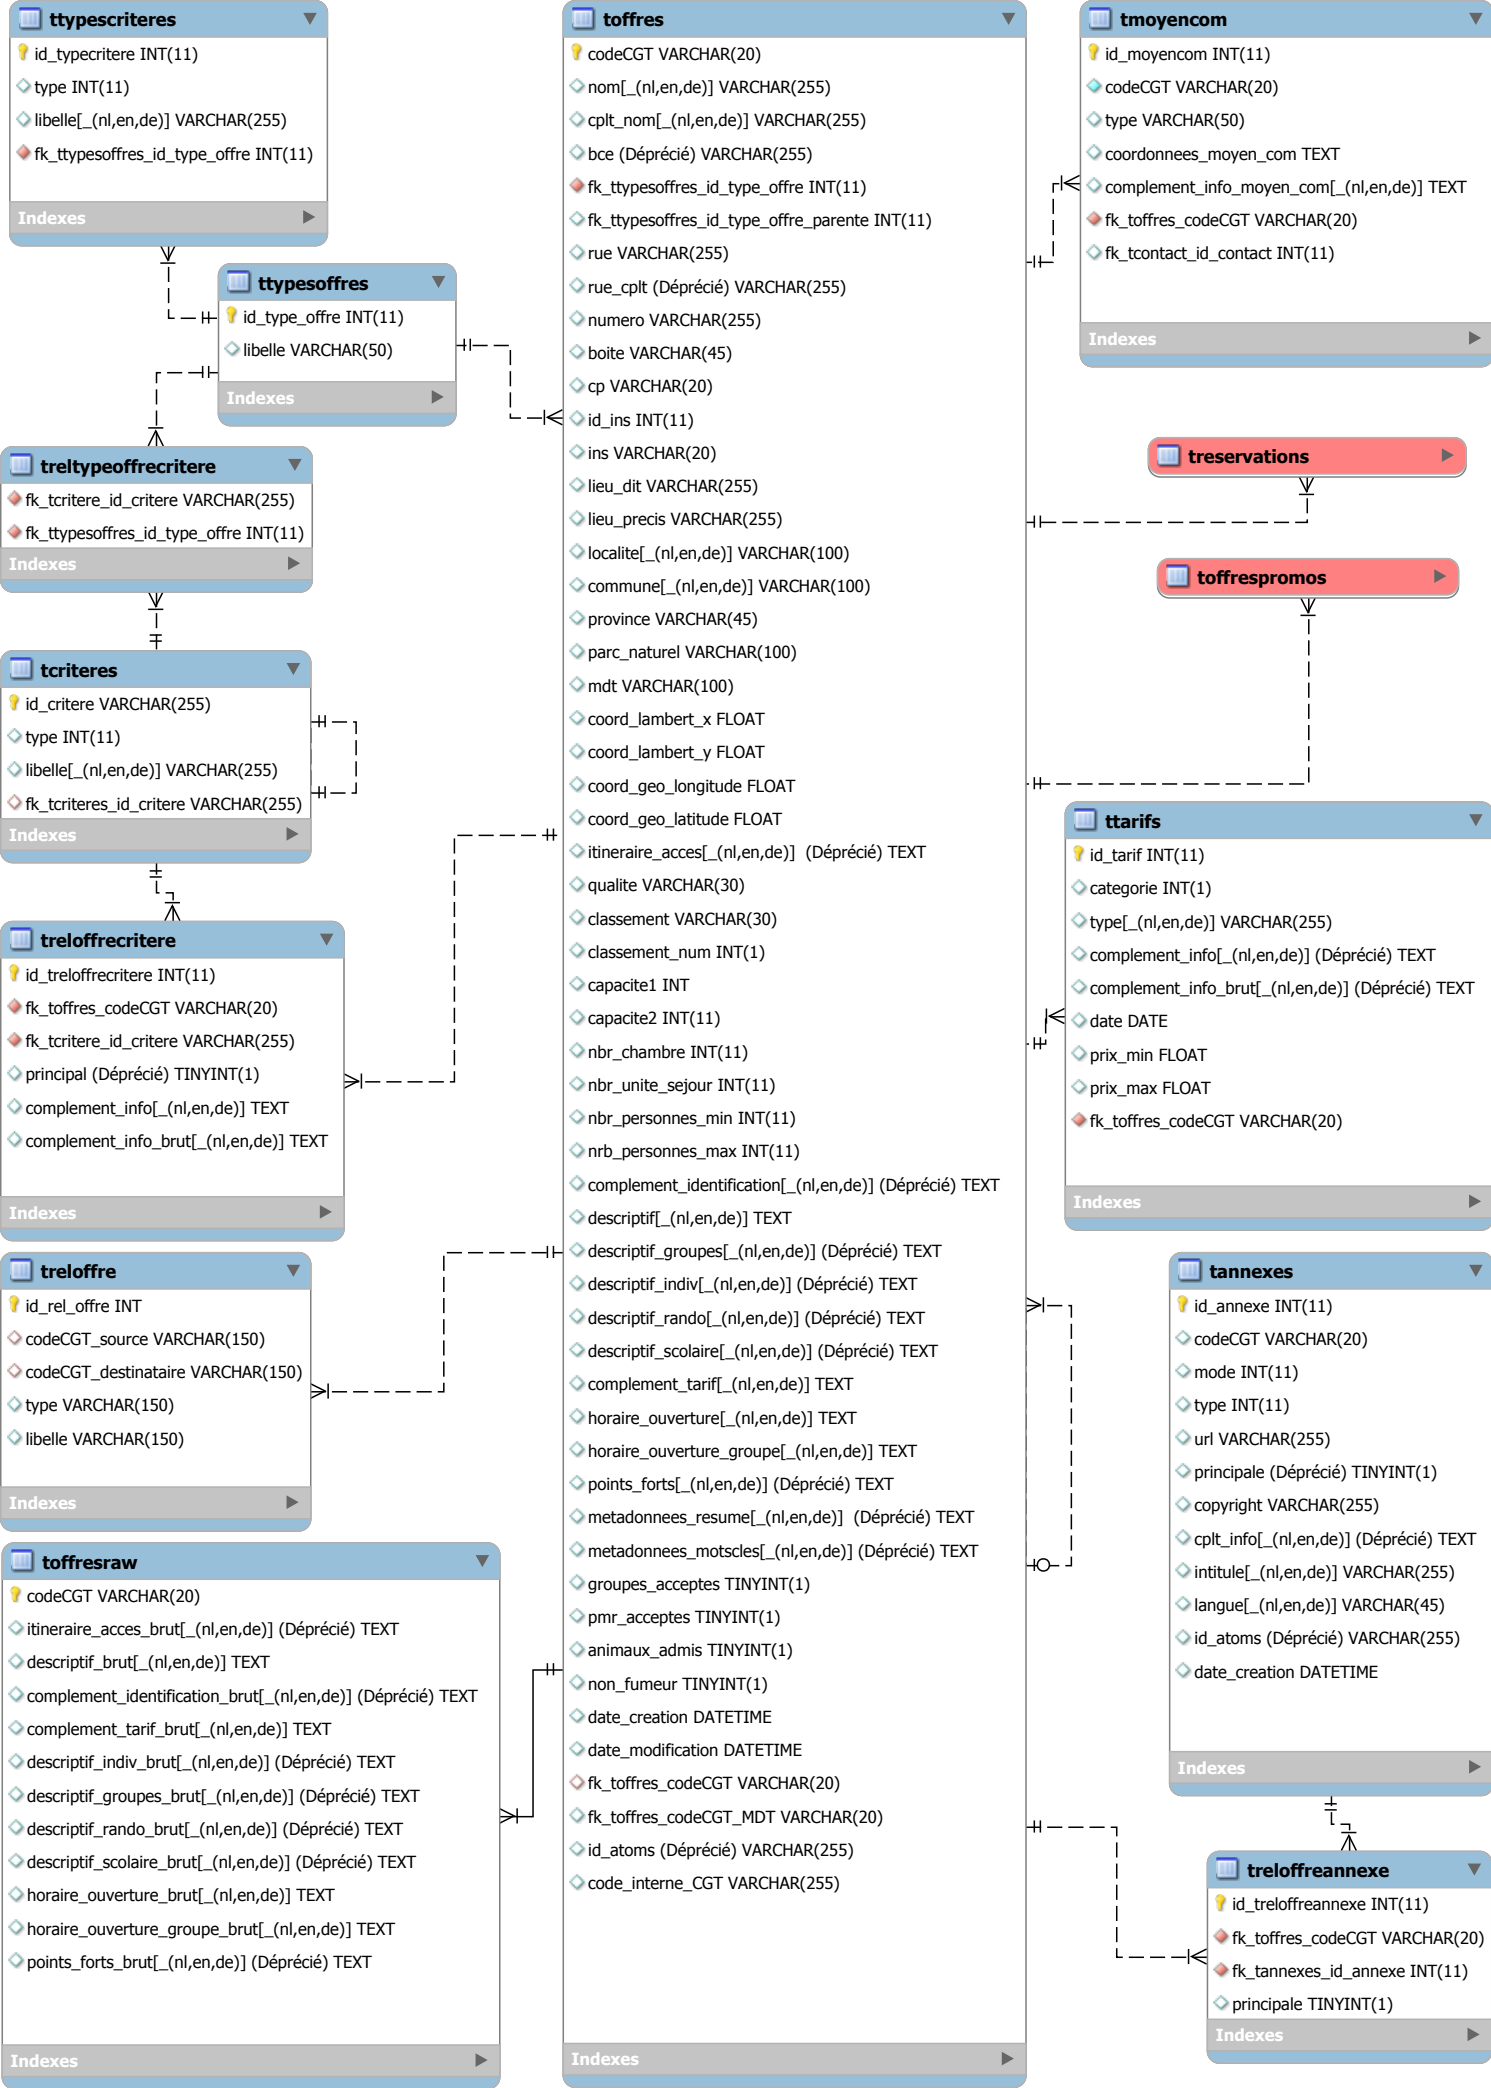 ttypescriteres
id_typecritere INT(11)
type INT(11)
libelle[_(nl,en,de)] VARCHAR(255)
fk_ttypesoffres_id_type_offre INT(11)
Indexes
ttypesoffres
id_type_offre INT(11)
libelle VARCHAR(50)
Indexes
treltypeoffrecritere
fk_tcritere_id_critere VARCHAR(255)
fk_ttypesoffres_id_type_offre INT(11)
Indexes
tcriteres
id_critere VARCHAR(255)
type INT(11)
libelle[_(nl,en,de)] VARCHAR(255)
fk_tcriteres_id_critere VARCHAR(255)
Indexes
treloffrecritere
id_treloffrecritere INT(11)
fk_toffres_codeCGT VARCHAR(20)
fk_tcritere_id_critere VARCHAR(255)
principal (Déprécié) TINYINT(1)
complement_info[_(nl,en,de)] TEXT
complement_info_brut[_(nl,en,de)] TEXT
Indexes
treloffre
id_rel_offre INT
codeCGT_source VARCHAR(150)
codeCGT_destinataire VARCHAR(150)
type VARCHAR(150)
libelle VARCHAR(150)
Indexes
toffresraw
codeCGT VARCHAR(20)
itineraire_acces_brut[_(nl,en,de)] (Déprécié) TEXT
descriptif_brut[_(nl,en,de)] TEXT
complement_identification_brut[_(nl,en,de)] (Déprécié) TEXT
complement_tarif_brut[_(nl,en,de)] TEXT
descriptif_indiv_brut[_(nl,en,de)] (Déprécié) TEXT
descriptif_groupes_brut[_(nl,en,de)] (Déprécié) TEXT
descriptif_rando_brut[_(nl,en,de)] (Déprécié) TEXT
descriptif_scolaire_brut[_(nl,en,de)] (Déprécié) TEXT
horaire_ouverture_brut[_(nl,en,de)] TEXT
horaire_ouverture_groupe_brut[_(nl,en,de)] TEXT
points_forts_brut[_(nl,en,de)] (Déprécié) TEXT
Indexes
toffres
codeCGT VARCHAR(20)
nom[_(nl,en,de)] VARCHAR(255)
cplt_nom[_(nl,en,de)] VARCHAR(255)
bce (Déprécié) VARCHAR(255)
fk_ttypesoffres_id_type_offre INT(11)
fk_ttypesoffres_id_type_offre_parente INT(11)
rue VARCHAR(255)
rue_cplt (Déprécié) VARCHAR(255)
numero VARCHAR(255)
boite VARCHAR(45)
cp VARCHAR(20)
id_ins INT(11)
ins VARCHAR(20)
lieu_dit VARCHAR(255)
lieu_precis VARCHAR(255)
localite[_(nl,en,de)] VARCHAR(100)
commune[_(nl,en,de)] VARCHAR(100)
province VARCHAR(45)
parc_naturel VARCHAR(100)
mdt VARCHAR(100)
coord_lambert_x FLOAT
coord_lambert_y FLOAT
coord_geo_longitude FLOAT
coord_geo_latitude FLOAT
itineraire_acces[_(nl,en,de)] (Déprécié) TEXT
qualite VARCHAR(30)
classement VARCHAR(30)
classement_num INT(1)
capacite1 INT
capacite2 INT(11)
nbr_chambre INT(11)
nbr_unite_sejour INT(11)
nbr_personnes_min INT(11)
nrb_personnes_max INT(11)
complement_identification[_(nl,en,de)] (Déprécié) TEXT
descriptif[_(nl,en,de)] TEXT
descriptif_groupes[_(nl,en,de)] (Déprécié) TEXT
descriptif_indiv[_(nl,en,de)] (Déprécié) TEXT
descriptif_rando[_(nl,en,de)] (Déprécié) TEXT
descriptif_scolaire[_(nl,en,de)] (Déprécié) TEXT
complement_tarif[_(nl,en,de)] TEXT
horaire_ouverture[_(nl,en,de)] TEXT
horaire_ouverture_groupe[_(nl,en,de)] TEXT
points_forts[_(nl,en,de)] (Déprécié) TEXT
metadonnees_resume[_(nl,en,de)] (Déprécié) TEXT
metadonnees_motscles[_(nl,en,de)] (Déprécié) TEXT
groupes_acceptes TINYINT(1)
pmr_acceptes TINYINT(1)
animaux_admis TINYINT(1)
non_fumeur TINYINT(1)
date_creation DATETIME
date_modification DATETIME
fk_toffres_codeCGT VARCHAR(20)
fk_toffres_codeCGT_MDT VARCHAR(20)
id_atoms (Déprécié) VARCHAR(255)
code_interne_CGT VARCHAR(255)
Indexes
tmoyencom
id_moyencom INT(11)
codeCGT VARCHAR(20)
type VARCHAR(50)
coordonnees_moyen_com TEXT
complement_info_moyen_com[_(nl,en,de)] TEXT
fk_toffres_codeCGT VARCHAR(20)
fk_tcontact_id_contact INT(11)
Indexes
treservations
toffrespromos
ttarifs
id_tarif INT(11)
categorie INT(1)
type[_(nl,en,de)] VARCHAR(255)
complement_info[_(nl,en,de)] (Déprécié) TEXT
complement_info_brut[_(nl,en,de)] (Déprécié) TEXT
date DATE
prix_min FLOAT
prix_max FLOAT
fk_toffres_codeCGT VARCHAR(20)
Indexes
tannexes
id_annexe INT(11)
codeCGT VARCHAR(20)
mode INT(11)
type INT(11)
url VARCHAR(255)
principale (Déprécié) TINYINT(1)
copyright VARCHAR(255)
cplt_info[_(nl,en,de)] (Déprécié) TEXT
intitule[_(nl,en,de)] VARCHAR(255)
langue[_(nl,en,de)] VARCHAR(45)
id_atoms (Déprécié) VARCHAR(255)
date_creation DATETIME
Indexes
treloffreannexe
id_treloffreannexe INT(11)
fk_toffres_codeCGT VARCHAR(20)
fk_tannexes_id_annexe INT(11)
principale TINYINT(1)
Indexes